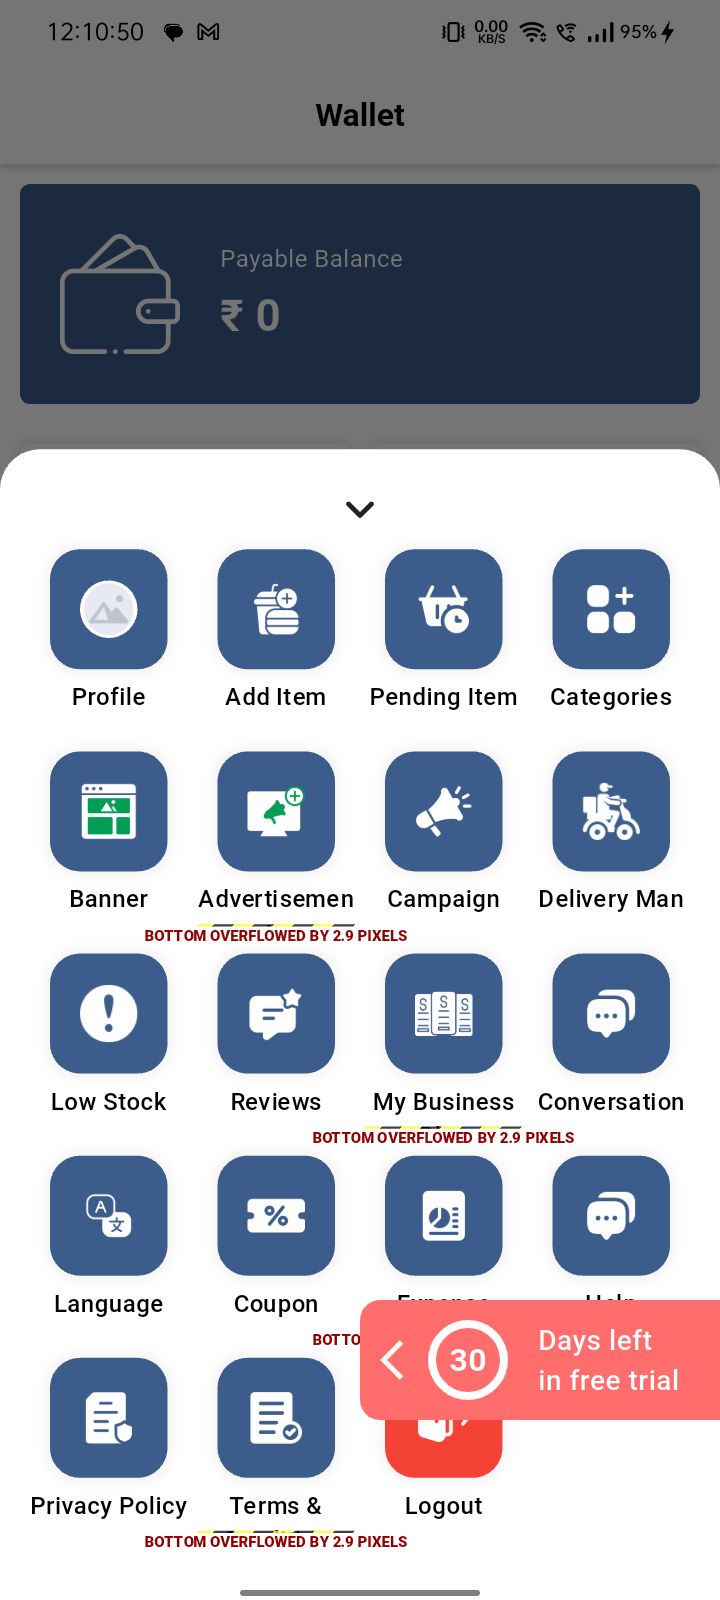 12:10:50
0.00
KB/S
95%
Wallet
Payable Balance
₹ 0
Profile
Add Item
Pending Item
Categories
Banner
Advertisemen
Campaign
Delivery Man
BOTTOM OVERFLOWED BY 2.9 PIXELS
Low Stock
Reviews
My Business
Conversation
BOTTOM OVERFLOWED BY 2.9 PIXELS
A
文
Language
Coupon
BOTTO
30
Days left
in free trial
Privacy Policy
Terms &
Logout
BOTTOM OVERFLOWED BY 2.9 PIXELS